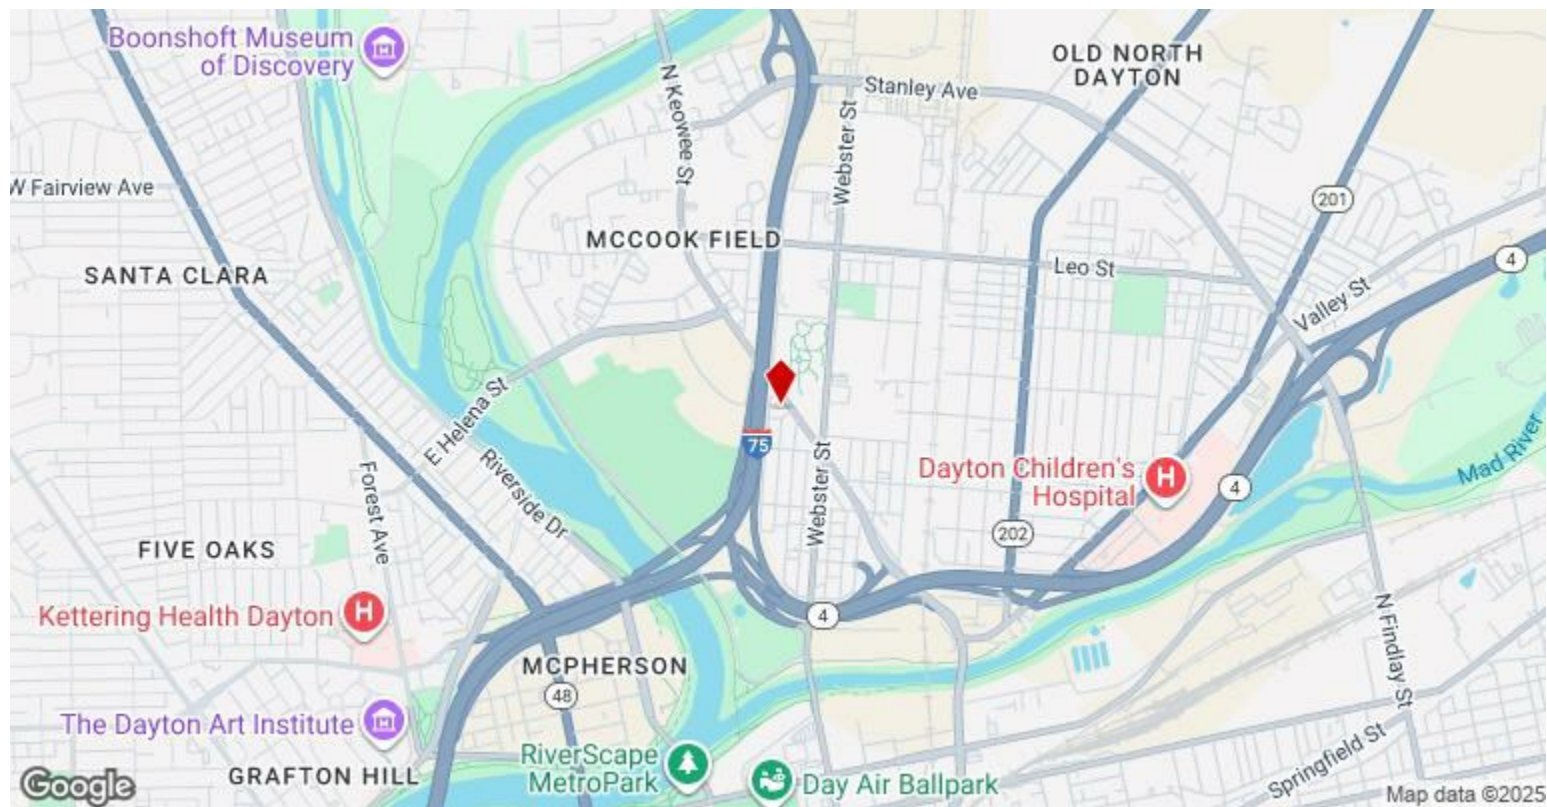 Boonshoft Museum
of Discovery
OLD NORTH
DAYTON
Stanley Ave
N Keowee St
Webster St
W Fairview Ave
201
MCCOOK FIELD
4
Leo St
SANTA CLARA
Valley St
E Helena St
75
Riverside Dr
Forest Ave
Webster St
Dayton Children's
Hospital
4
Mad River
202
FIVE OAKS
Kettering Health Dayton
4
N Findlay St
MCPHERSON
48
The Dayton Art Institute
GRAFTON HILL
RiverScape
MetroPark
Day Air Ballpark
Springfield St
Google
Map data ©2025